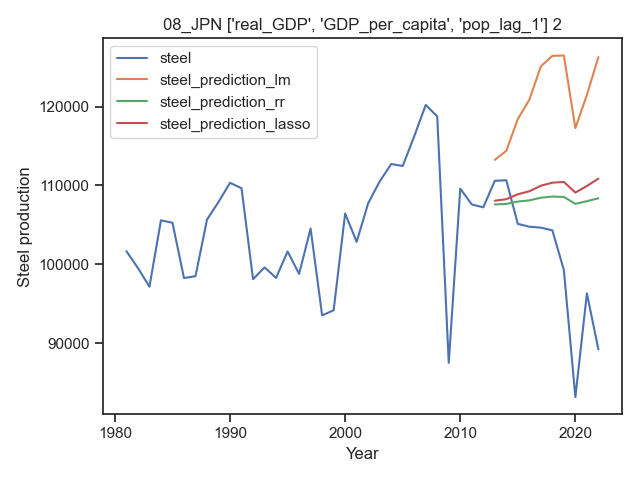 08_JPN ['real_GDP', 'GDP_per_capita', 'pop_lag_1'] 2
steel
steel_prediction_lm
steel_prediction_rr
steel_prediction_lasso
Steel production
120000
110000
100000
90000
1980
1990
2000
2010
2020
Year